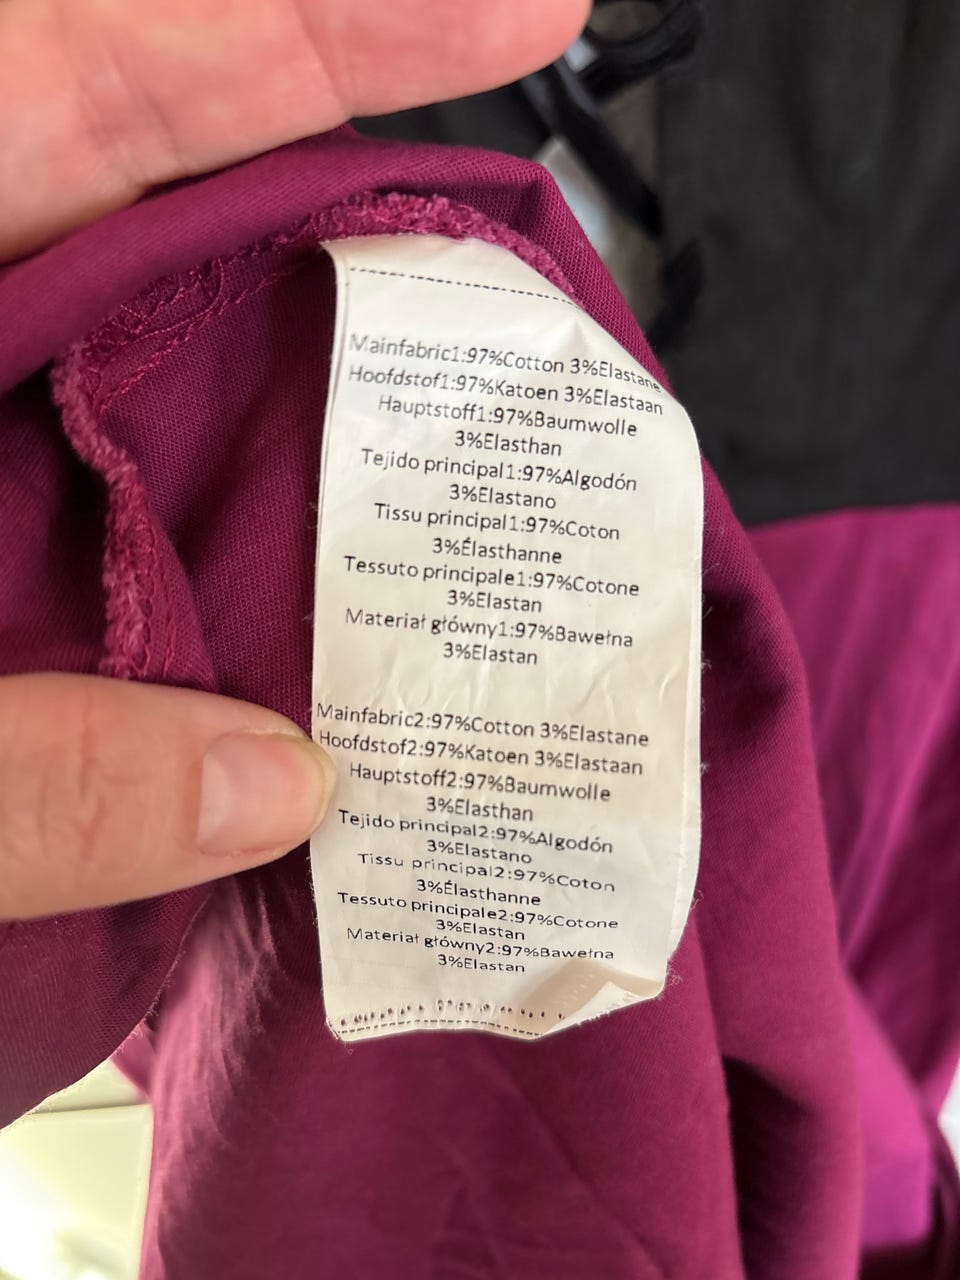 Mainfabric1:97%Cotton 3%Elastane
Hoofdstof1:97%Katoen 3%Elastaan
Hauptstoff1:97%Baumwolle
3%Elasthan
Tejido principal1:97%Algodón
3%Elastano
Tissu principal1:97%Coton
3%Élasthanne
Tessuto principale1:97%Cotone
3%Elastan
Materiał główny1:97%Bawełna
3%Elastan
Mainfabric2:97%Cotton 3%Elastane
Hoofdstof2:97%Katoen 3%Elastaan
Hauptstoff2:97%Baumwolle
3%Elasthan
Tejido principal2:97%Algodón
3%Elastano
Tissu principal2:97%Coton
3%Élasthanne
Tessuto principale2:97%Cotone
3%Elastan
Materiał główny2:97%Bawełna
3%Elastan